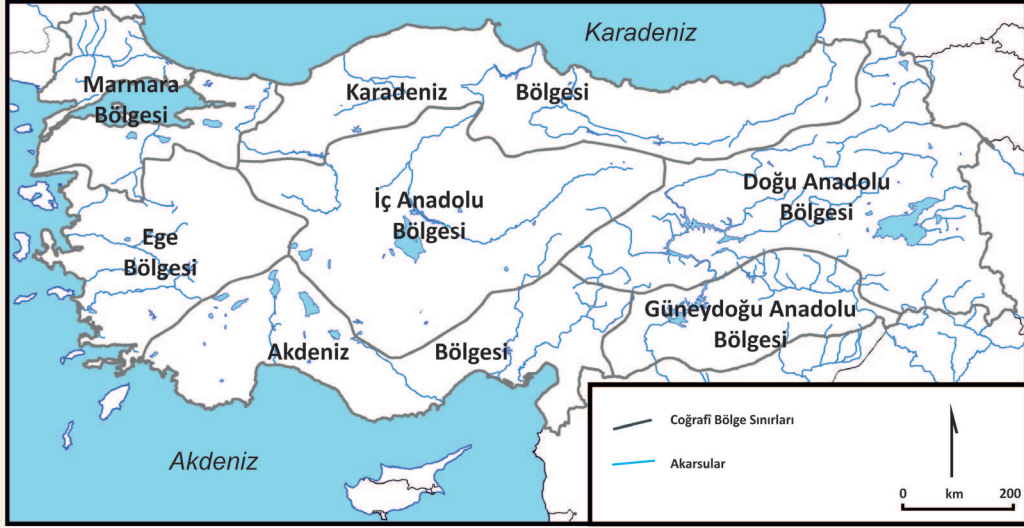 Karadeniz
Marmara
Bölgesi
Karadeniz Bölgesi
Doğu Anadolu
Bölgesi
İç Anadolu
Bölgesi
Ege
Bölgesi
Güneydoğu Anadolu
Bölgesi
Akdeniz Bölgesi
Akdeniz
Coğrafi Bölge Sınırları
Akarsular
0 km 200